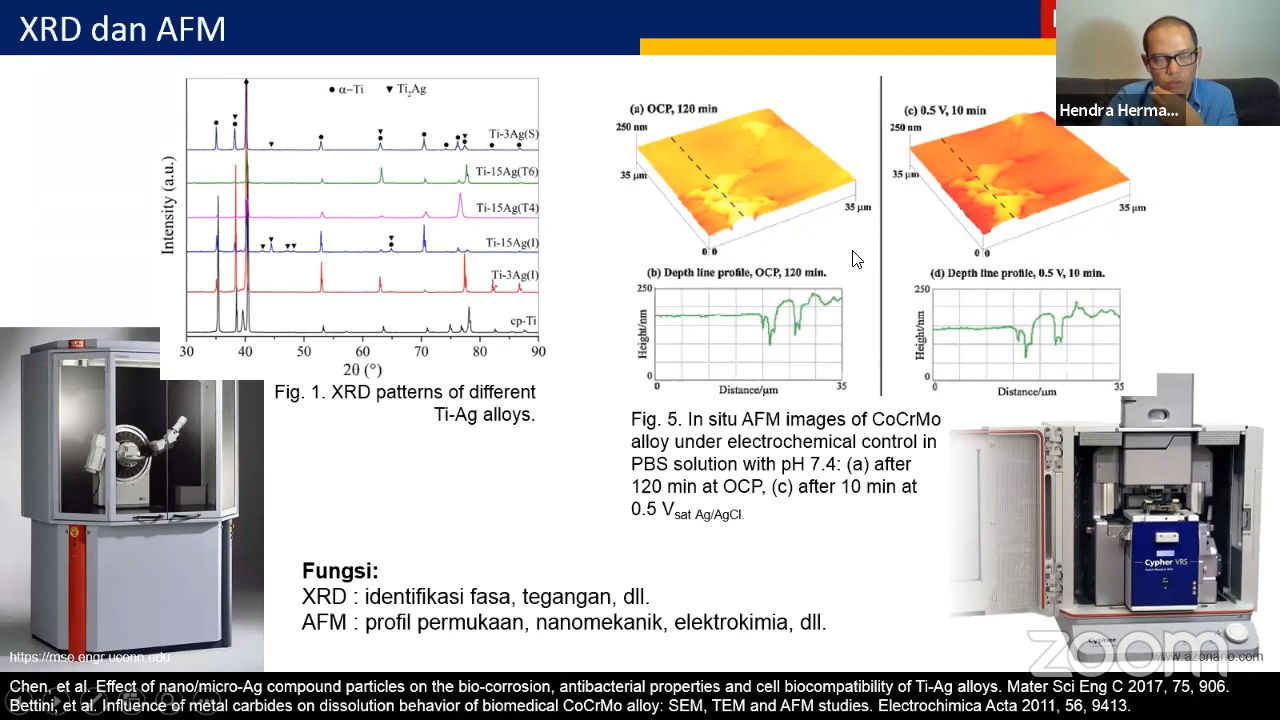 XRD dan AFM
Hendra Herma...
α-Ti
Ti2Ag
Ti-3Ag(S)
Ti-15Ag(T6)
Ti-15Ag(T4)
Ti-15Ag(I)
Ti-3Ag(I)
cp-Ti
Intensity (a.u.)
30 40 50 60 70 80 90
2θ (°)
Fig. 1. XRD patterns of different
Ti-Ag alloys.
(a) OCP, 120 min
250 nm
35 μm
35 μm
0 0
(b) Depth line profile, OCP, 120 min.
250
Height/nm
0
0 35
Distance/μm
(c) 0.5 V, 10 min
250 nm
35 μm
35 μm
0 0
(d) Depth line profile, 0.5 V, 10 min.
250
Height/nm
0
0 35
Distance/μm
Fig. 5. In situ AFM images of CoCrMo
alloy under electrochemical control in
PBS solution with pH 7.4: (a) after
120 min at OCP, (c) after 10 min at
0.5 Vsat Ag/AgCl.
Fungsi:
XRD : identifikasi fasa, tegangan, dll.
AFM : profil permukaan, nanomekanik, elektrokimia, dll.
Cypher VRS
Cypher
zoom
https://mse.engr.uconn.edu
www.azonano.com
Chen, et al. Effect of nano/micro-Ag compound particles on the bio-corrosion, antibacterial properties and cell biocompatibility of Ti-Ag alloys. Mater Sci Eng C 2017, 75, 906.
Bettini, et al. Influence of metal carbides on dissolution behavior of biomedical CoCrMo alloy: SEM, TEM and AFM studies. Electrochimica Acta 2011, 56, 9413.